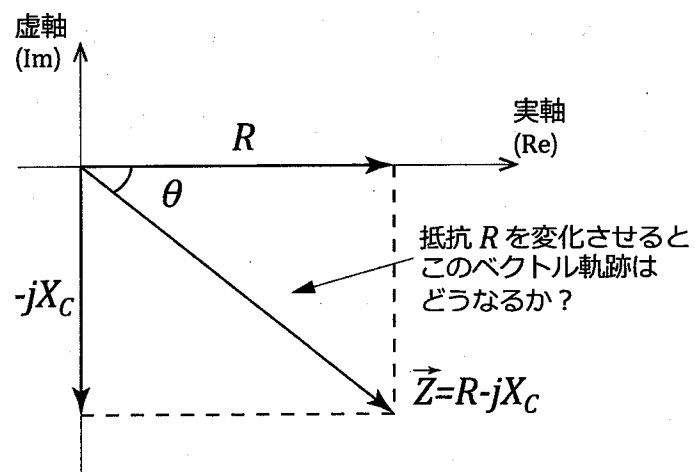 虚軸
(Im)
実軸
(Re)
R
θ
抵抗 R を変化させると
このベクトル軌跡は
どうなるか？
-jX_C
\vec{Z}=R-jX_C